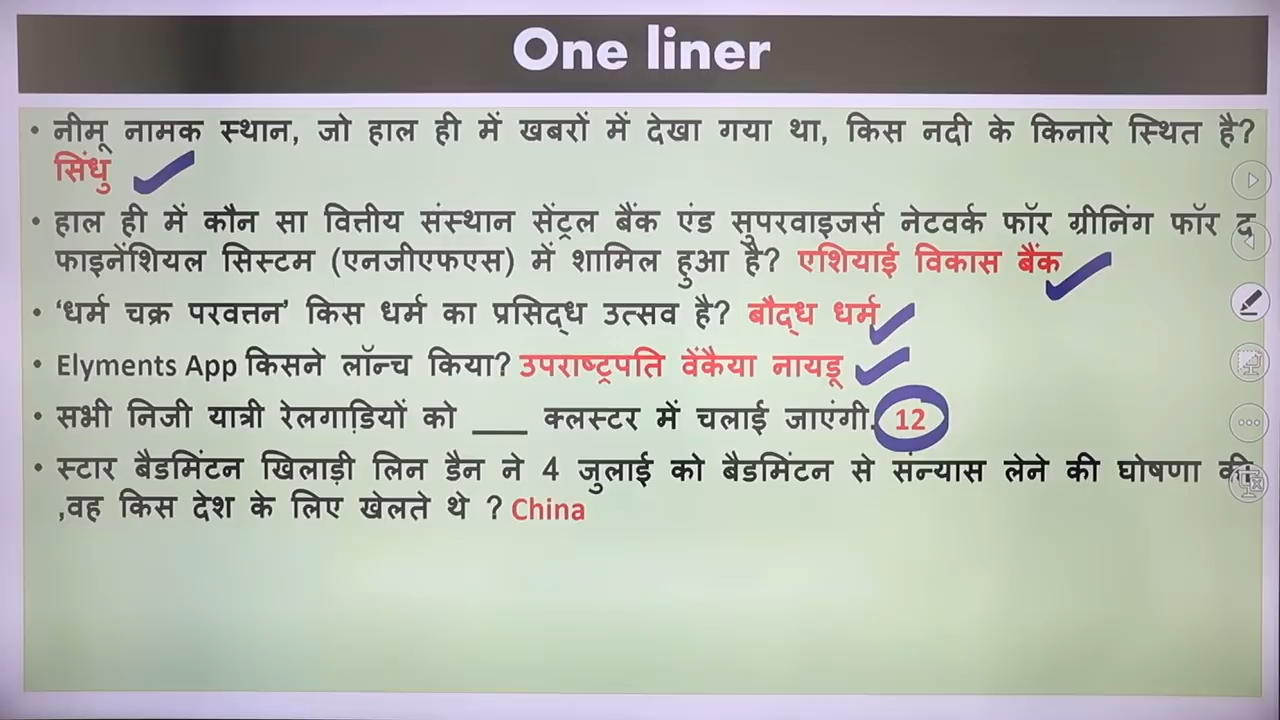 One liner
• नीमू नामक स्थान, जो हाल ही में खबरों में देखा गया था, किस नदी के किनारे स्थित है?
सिंधु
• हाल ही में कौन सा वित्तीय संस्थान सेंट्रल बैंक एंड सुपरवाइजर्स नेटवर्क फॉर ग्रीनिंग फॉर द
फाइनेंशियल सिस्टम (एनजीएफएस) में शामिल हुआ है? एशियाई विकास बैंक
• ‘धर्म चक्र परवत्तन’ किस धर्म का प्रसिद्ध उत्सव है? बौद्ध धर्म
• Elyments App किसने लॉन्च किया? उपराष्ट्रपति वेंकैया नायडू
• सभी निजी यात्री रेलगाड़ियों को ___ क्लस्टर में चलाई जाएंगी. 12
• स्टार बैडमिंटन खिलाड़ी लिन डैन ने 4 जुलाई को बैडमिंटन से संन्यास लेने की घोषणा की
,वह किस देश के लिए खेलते थे ? China